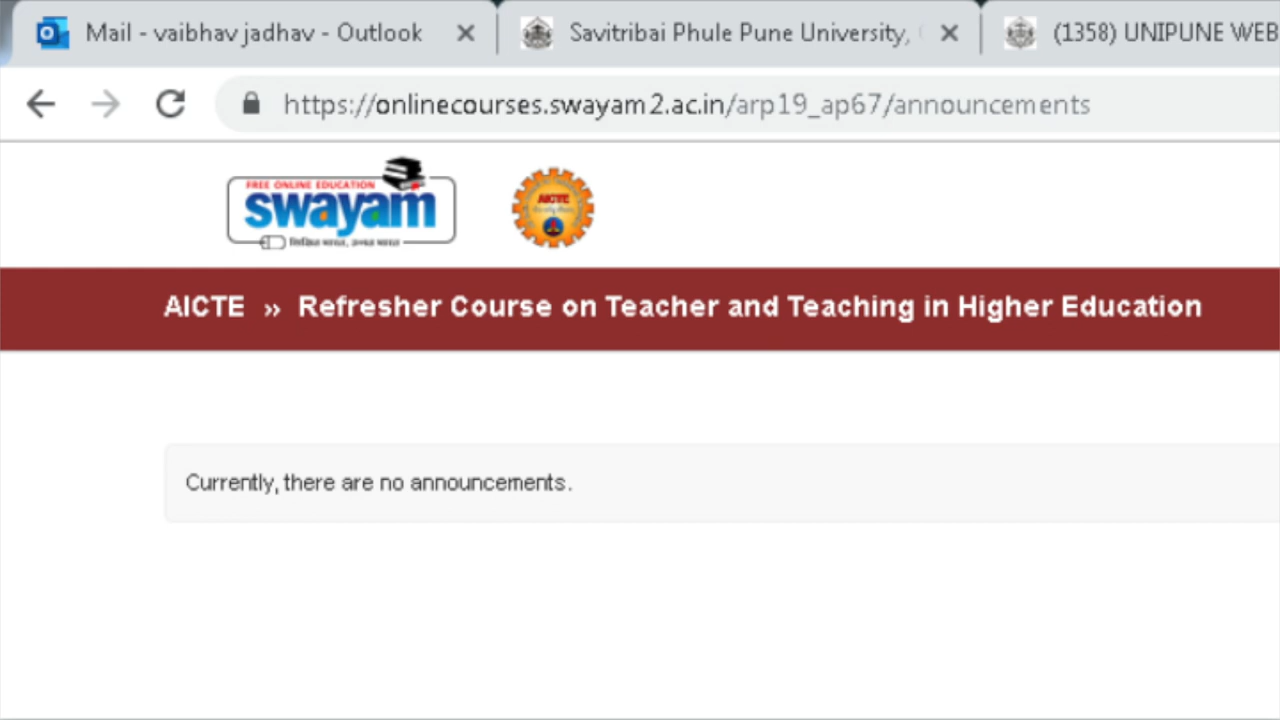 Mail - vaibhav jadhav - Outlook
Savitribai Phule Pune University,
(1358) UNIPUNE WEB
https://onlinecourses.swayam2.ac.in/arp19_ap67/announcements
FREE ONLINE EDUCATION
swayam
AICTE
AICTE » Refresher Course on Teacher and Teaching in Higher Education
Currently, there are no announcements.